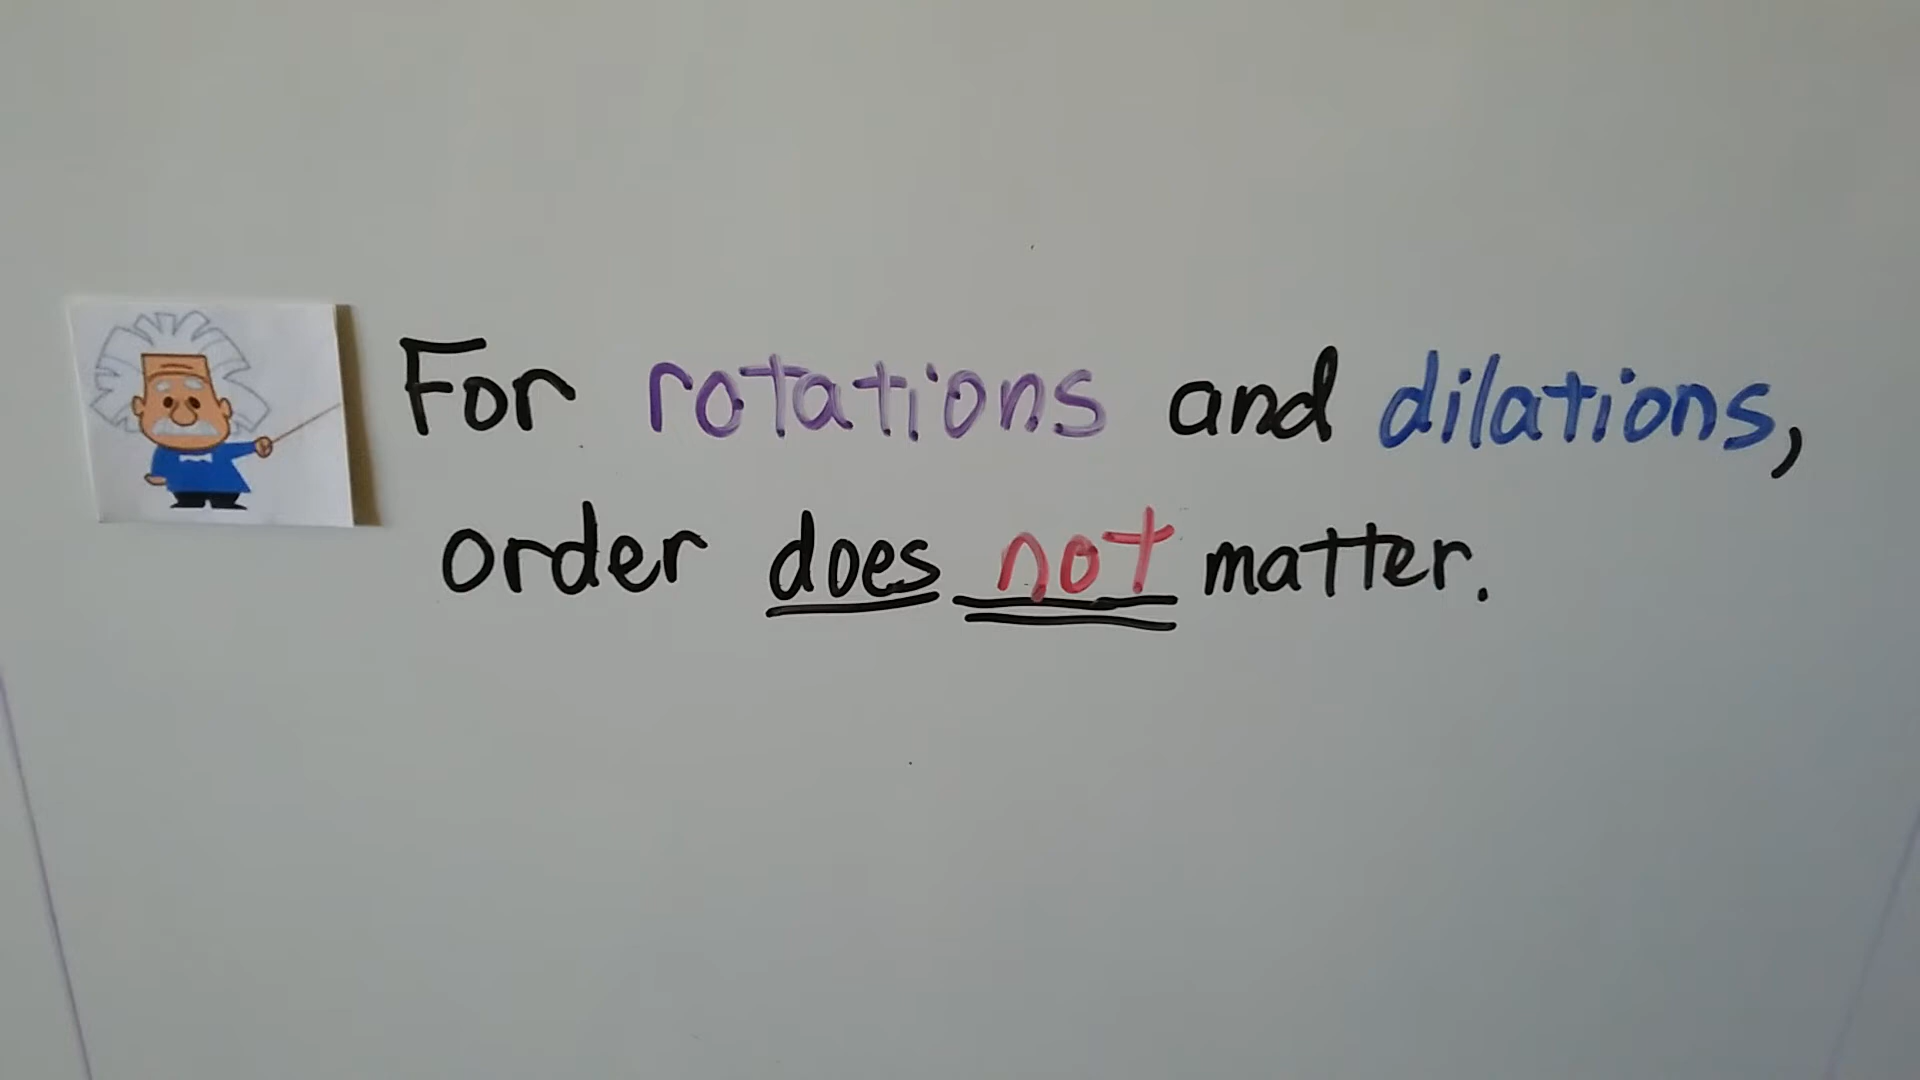 For rotations and dilations,
order does not matter.